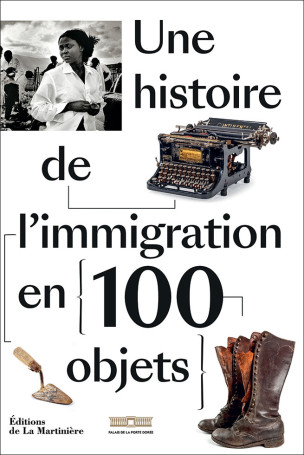 Une
histoire
de
l'immigration
en {100
objets}
Éditions
de La Martinière
PALAIS DE LA PORTE DORÉE